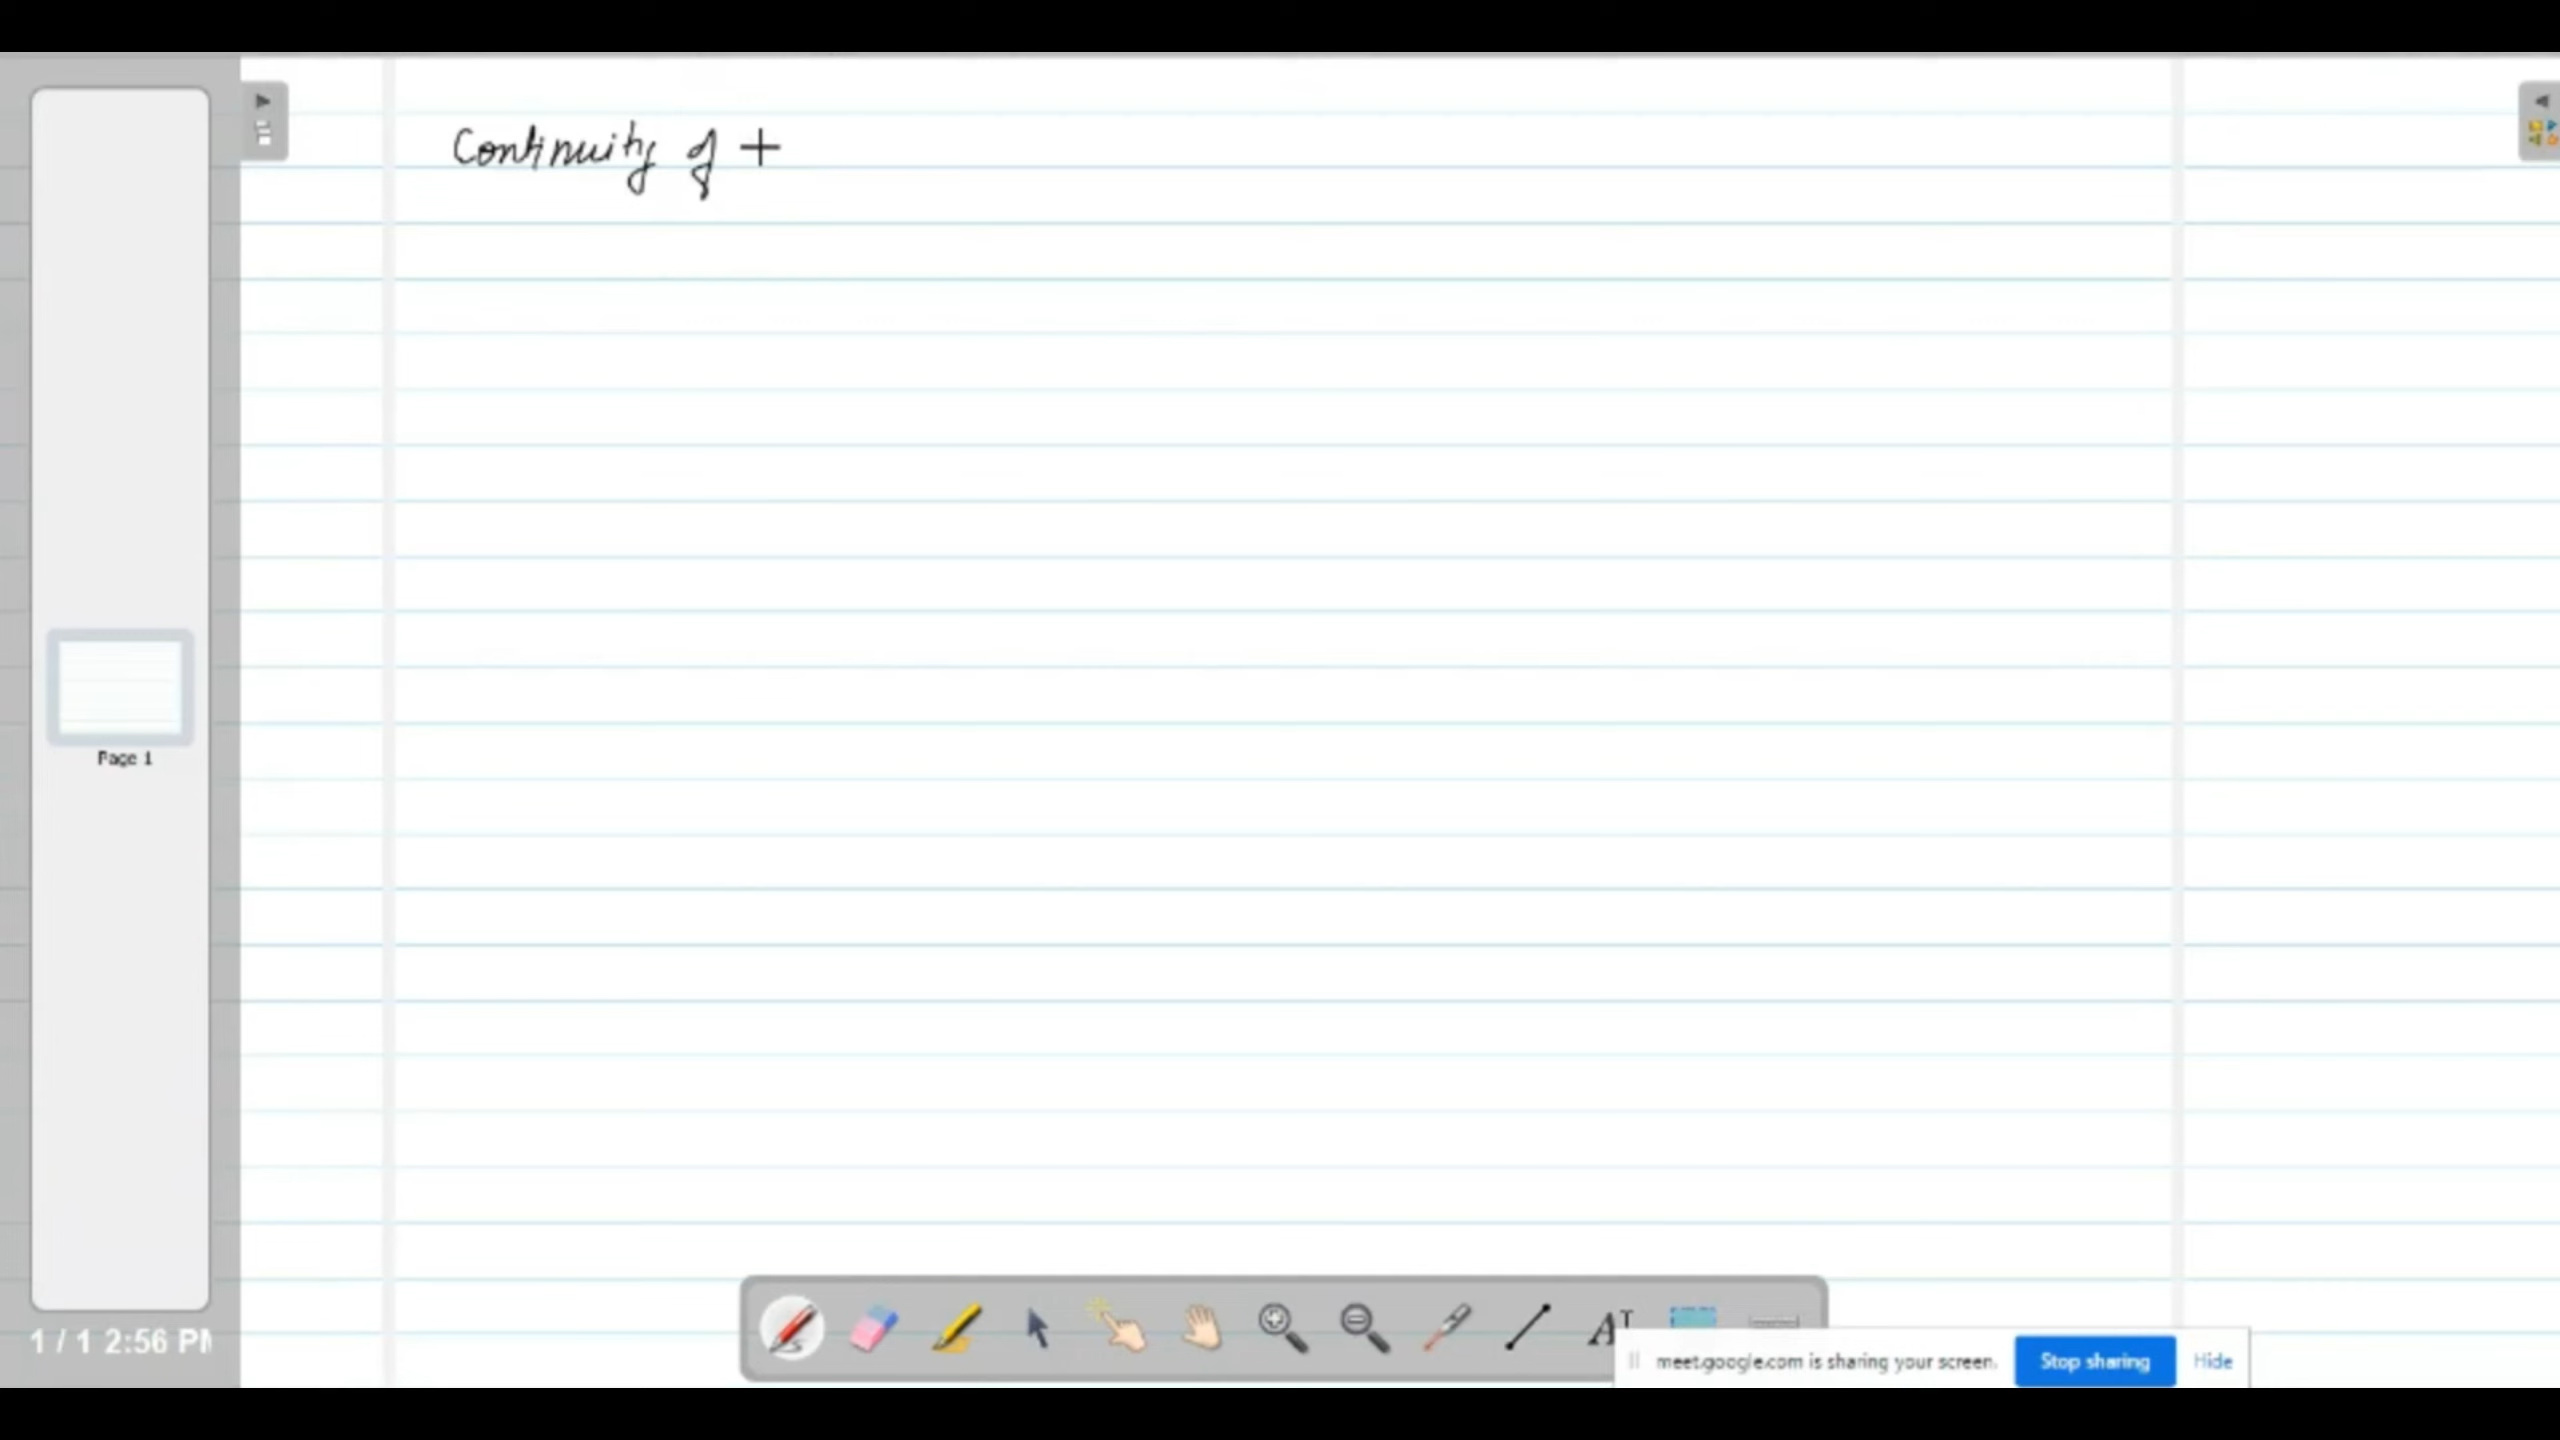 Continuity of +
Page 1
1 / 1 2:56 PM
meet.google.com is sharing your screen.
Stop sharing
Hide